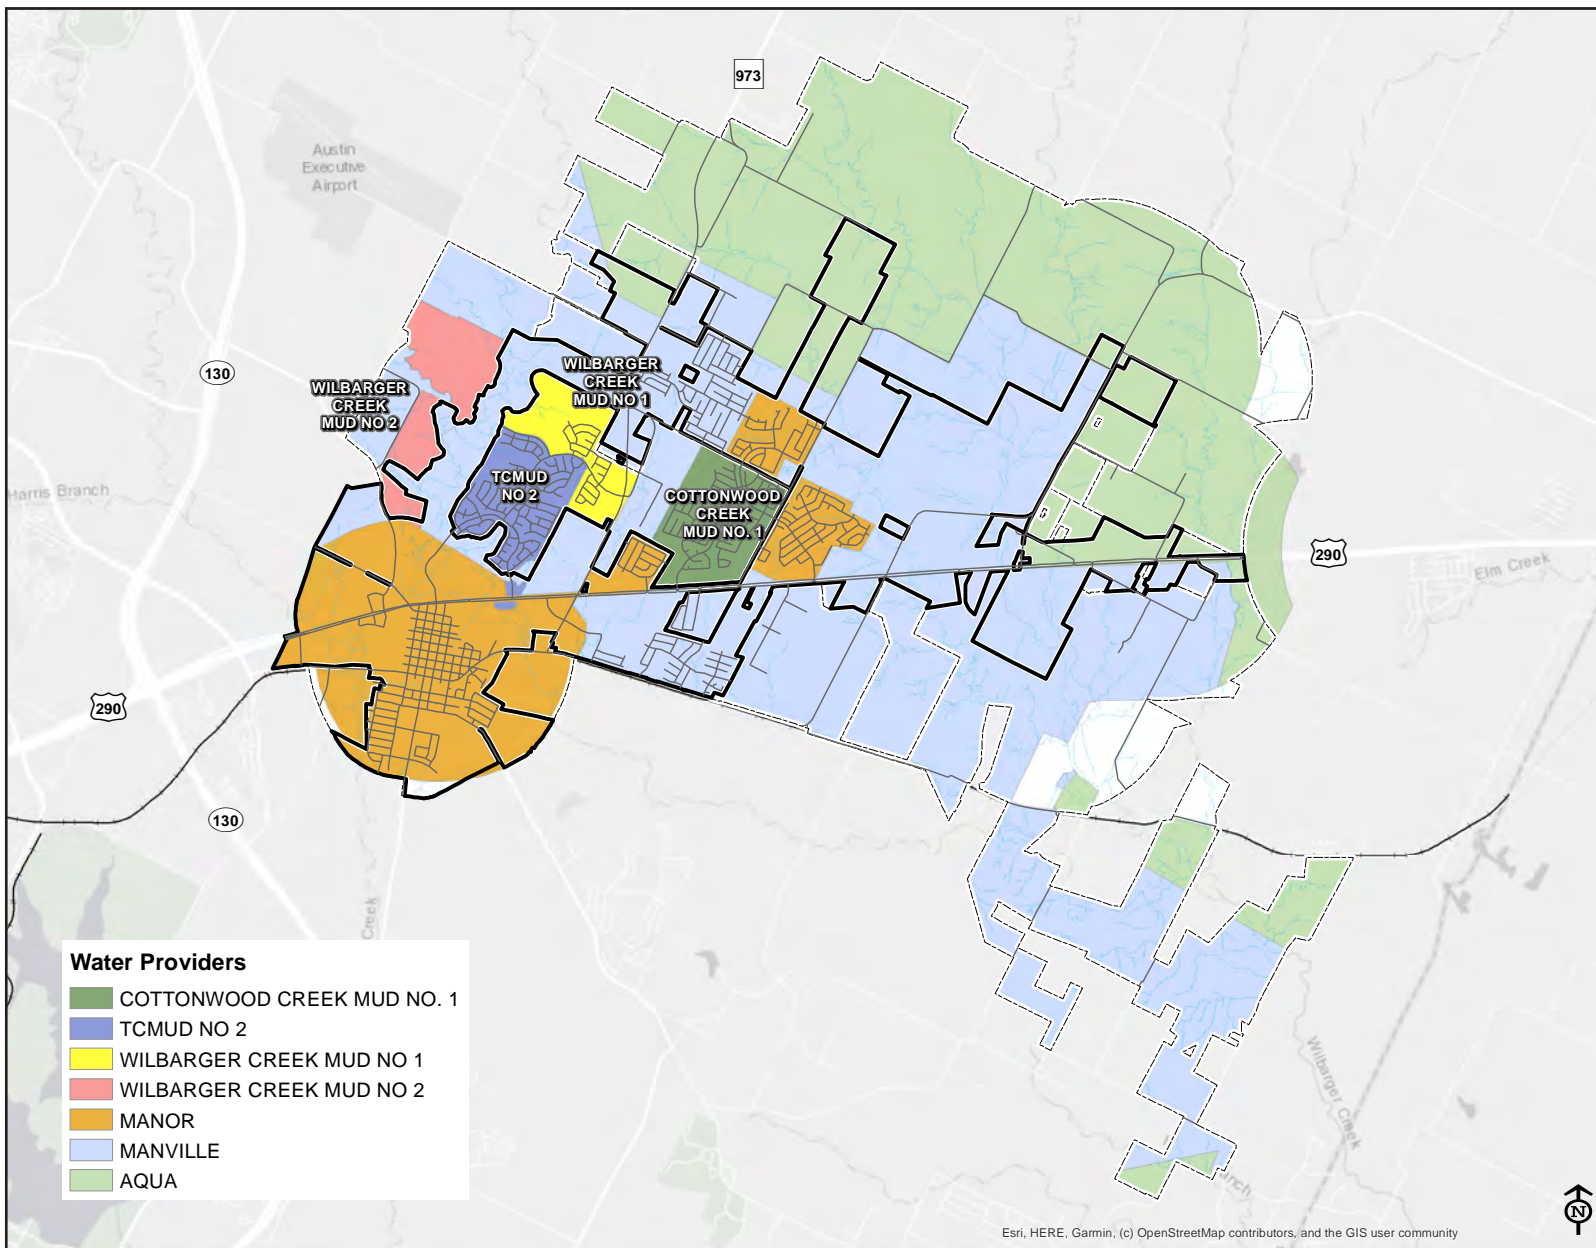 973
Austin
Executive
Airport
130
WILBARGER
CREEK
MUD NO 1
WILBARGER
CREEK
MUD NO 2
TCMUD
NO 2
COTTONWOOD
CREEK
MUD NO. 1
Harris Branch
290
Elm Creek
290
130
Creek
Water Providers
COTTONWOOD CREEK MUD NO. 1
TCMUD NO 2
WILBARGER CREEK MUD NO 1
WILBARGER CREEK MUD NO 2
MANOR
MANVILLE
AQUA
Wilbarger Creek
anch
N
Esri, HERE, Garmin, (c) OpenStreetMap contributors, and the GIS user community